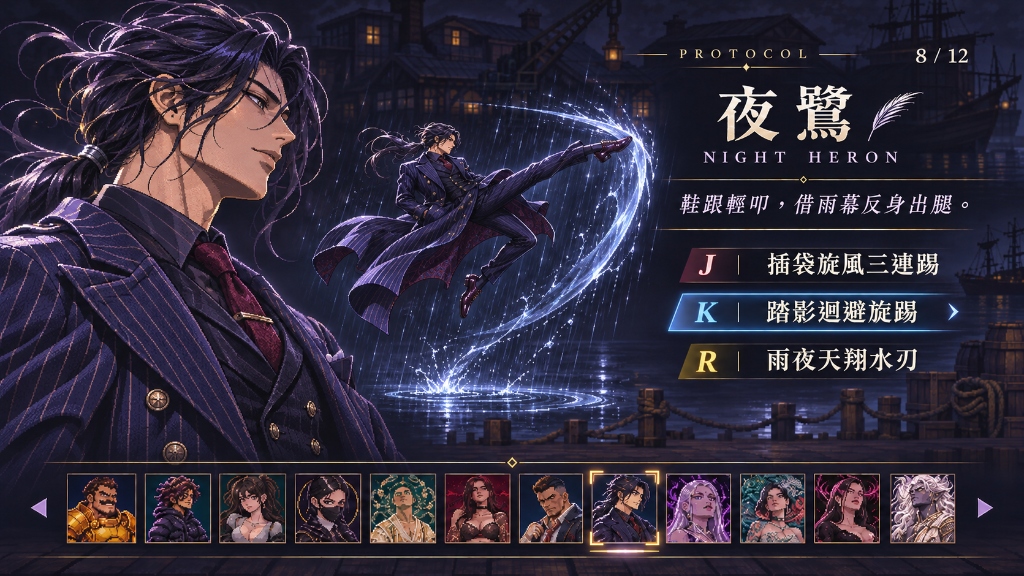 PROTOCOL
8 / 12
夜鷺
NIGHT HERON
鞋跟輕叩，借雨幕反身出腿。
J 插袋旋風三連踢
K 踏影迴避旋踢
R 雨夜天翔水刃